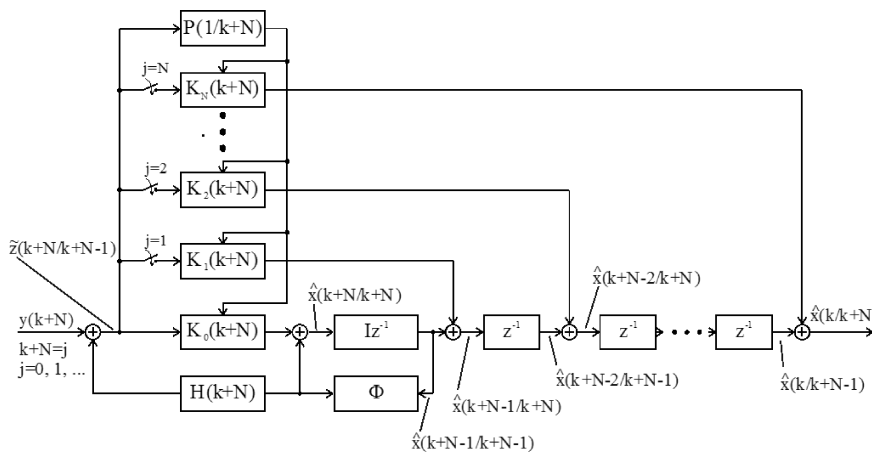 P(1/k+N)
j=N
K_N(k+N)
j=2
K_2(k+N)
z̃(k+N/k+N-1)
j=1
K_1(k+N)
x̂(k+N/k+N)
x̂(k+N-2/k+N)
x̂(k/k+N
y(k+N)
K_0(k+N)
Iz⁻¹
z⁻¹
z⁻¹
z⁻¹
k+N=j
j=0, 1, ...
H(k+N)
Φ
x̂(k+N-1/k+N)
x̂(k+N-2/k+N-1)
x̂(k/k+N-1)
x̂(k+N-1/k+N-1)